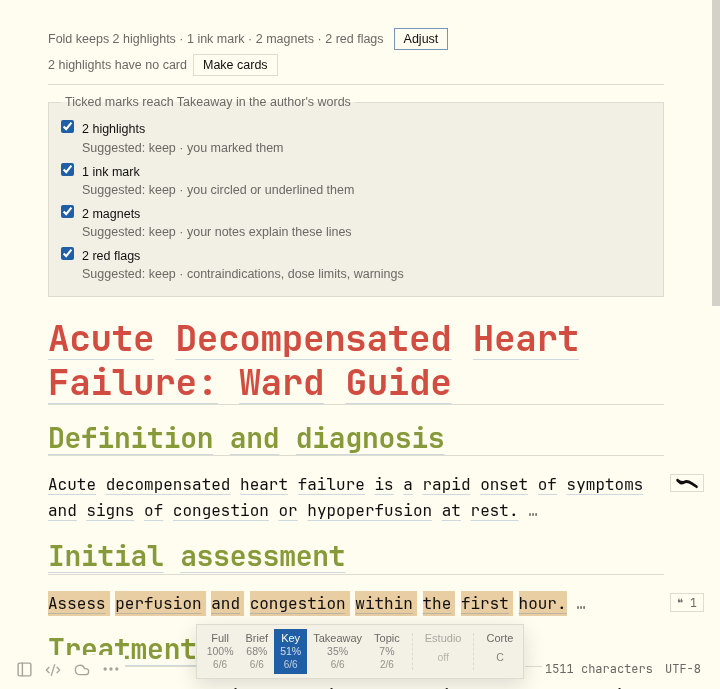 Fold keeps 2 highlights · 1 ink mark · 2 magnets · 2 red flags Adjust
2 highlights have no card Make cards
Ticked marks reach Takeaway in the author's words
2 highlights
Suggested: keep · you marked them
1 ink mark
Suggested: keep · you circled or underlined them
2 magnets
Suggested: keep · your notes explain these lines
2 red flags
Suggested: keep · contraindications, dose limits, warnings
Acute Decompensated Heart
Failure: Ward Guide
Definition and diagnosis
Acute decompensated heart failure is a rapid onset of symptoms
and signs of congestion or hypoperfusion at rest. …
Initial assessment
Assess perfusion and congestion within the first hour. …
❝ 1
Treatment
Full Brief Key Takeaway Topic Estudio Corte
100% 68% 51% 35% 7% off C
6/6 6/6 6/6 6/6 2/6
1511 characters UTF-8